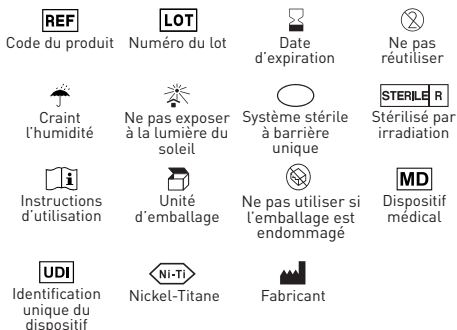 REF
Code du produit
LOT
Numéro du lot
Date
d'expiration
2
Ne pas
réutiliser
Craint
l'humidité
Ne pas exposer
à la lumière du
soleil
Système stérile
à barrière
unique
STERILE R
Stérilisé par
irradiation
i
Instructions
d'utilisation
Unité
d'emballage
Ne pas utiliser si
l'emballage est
endommagé
MD
Dispositif
médical
UDI
Identification
unique du
dispositif
Ni-Ti
Nickel-Titane
Fabricant